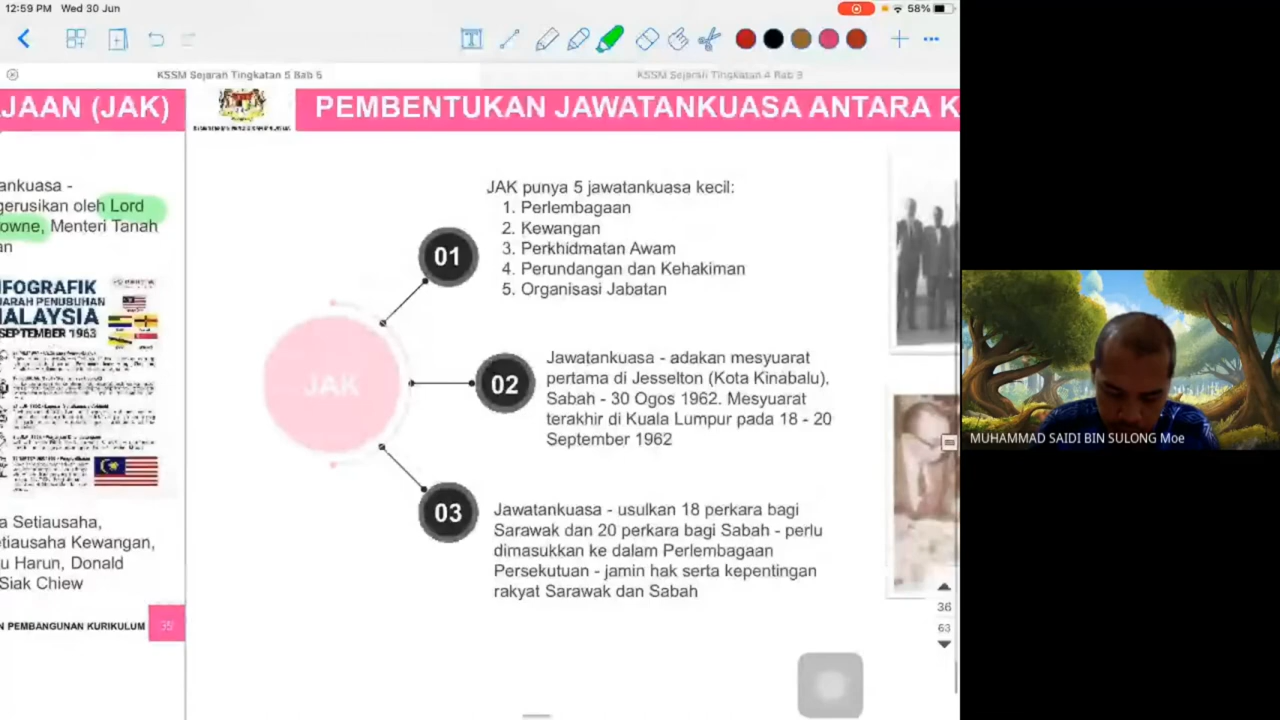 12:59 PM Wed 30 Jun
58%
KSSM Sejarah Tingkatan 5 Bab 5
KSSM Sejarah Tingkatan 4 Bab 9
JAAN (JAK)
PEMBENTUKAN JAWATANKUASA ANTARA K
ankuasa -
gerusikan oleh Lord
owne, Menteri Tanah
an
NFOGRAFIK
JARAH PENUBUHAN
ALAYSIA
SEPTEMBER 1963
a Setiausaha,
etiausaha Kewangan,
u Harun, Donald
Siak Chiew
N PEMBANGUNAN KURIKULUM
35
JAK
01
JAK punya 5 jawatankuasa kecil:
1. Perlembagaan
2. Kewangan
3. Perkhidmatan Awam
4. Perundangan dan Kehakiman
5. Organisasi Jabatan
02
Jawatankuasa - adakan mesyuarat
pertama di Jesselton (Kota Kinabalu),
Sabah - 30 Ogos 1962. Mesyuarat
terakhir di Kuala Lumpur pada 18 - 20
September 1962
03
Jawatankuasa - usulkan 18 perkara bagi
Sarawak dan 20 perkara bagi Sabah - perlu
dimasukkan ke dalam Perlembagaan
Persekutuan - jamin hak serta kepentingan
rakyat Sarawak dan Sabah
36
63
MUHAMMAD SAIDI BIN SULONG Moe